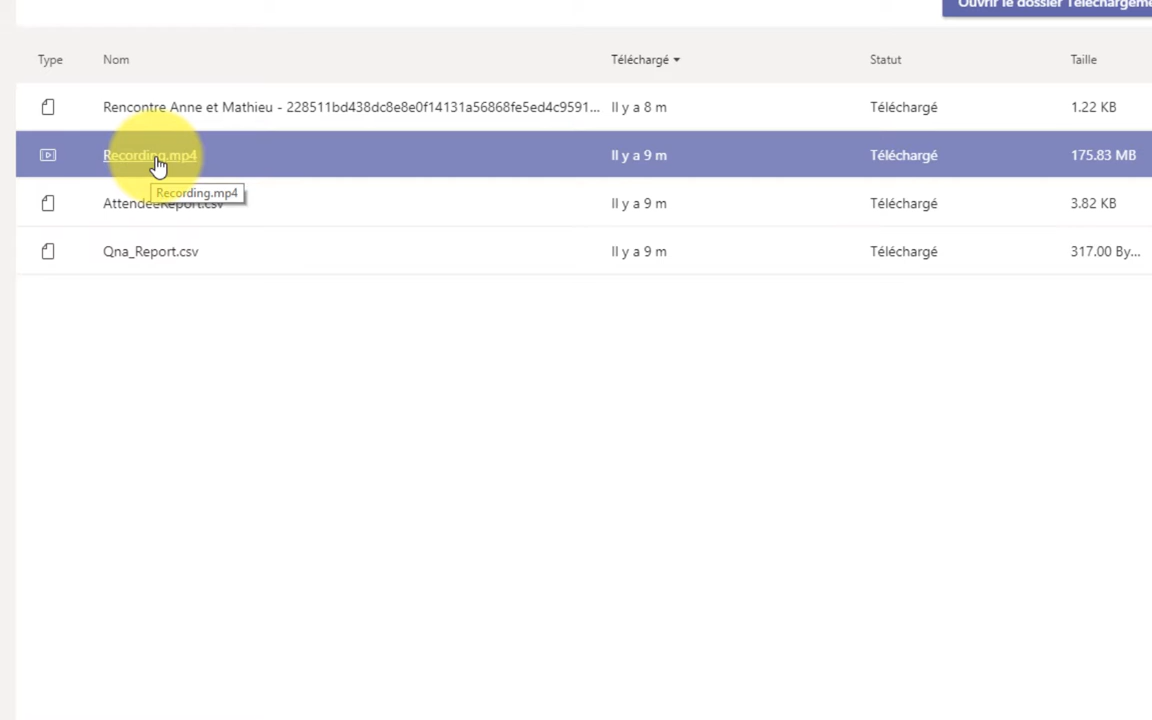 Ouvrir le dossier Téléchargeme
Type Nom Téléchargé Statut Taille
Rencontre Anne et Mathieu - 228511bd438dc8e8e0f14131a56868fe5ed4c9591... Il y a 8 m Téléchargé 1.22 KB
Recording.mp4 Il y a 9 m Téléchargé 175.83 MB
Recording.mp4
AttendeeReport.csv Il y a 9 m Téléchargé 3.82 KB
Qna_Report.csv Il y a 9 m Téléchargé 317.00 By...